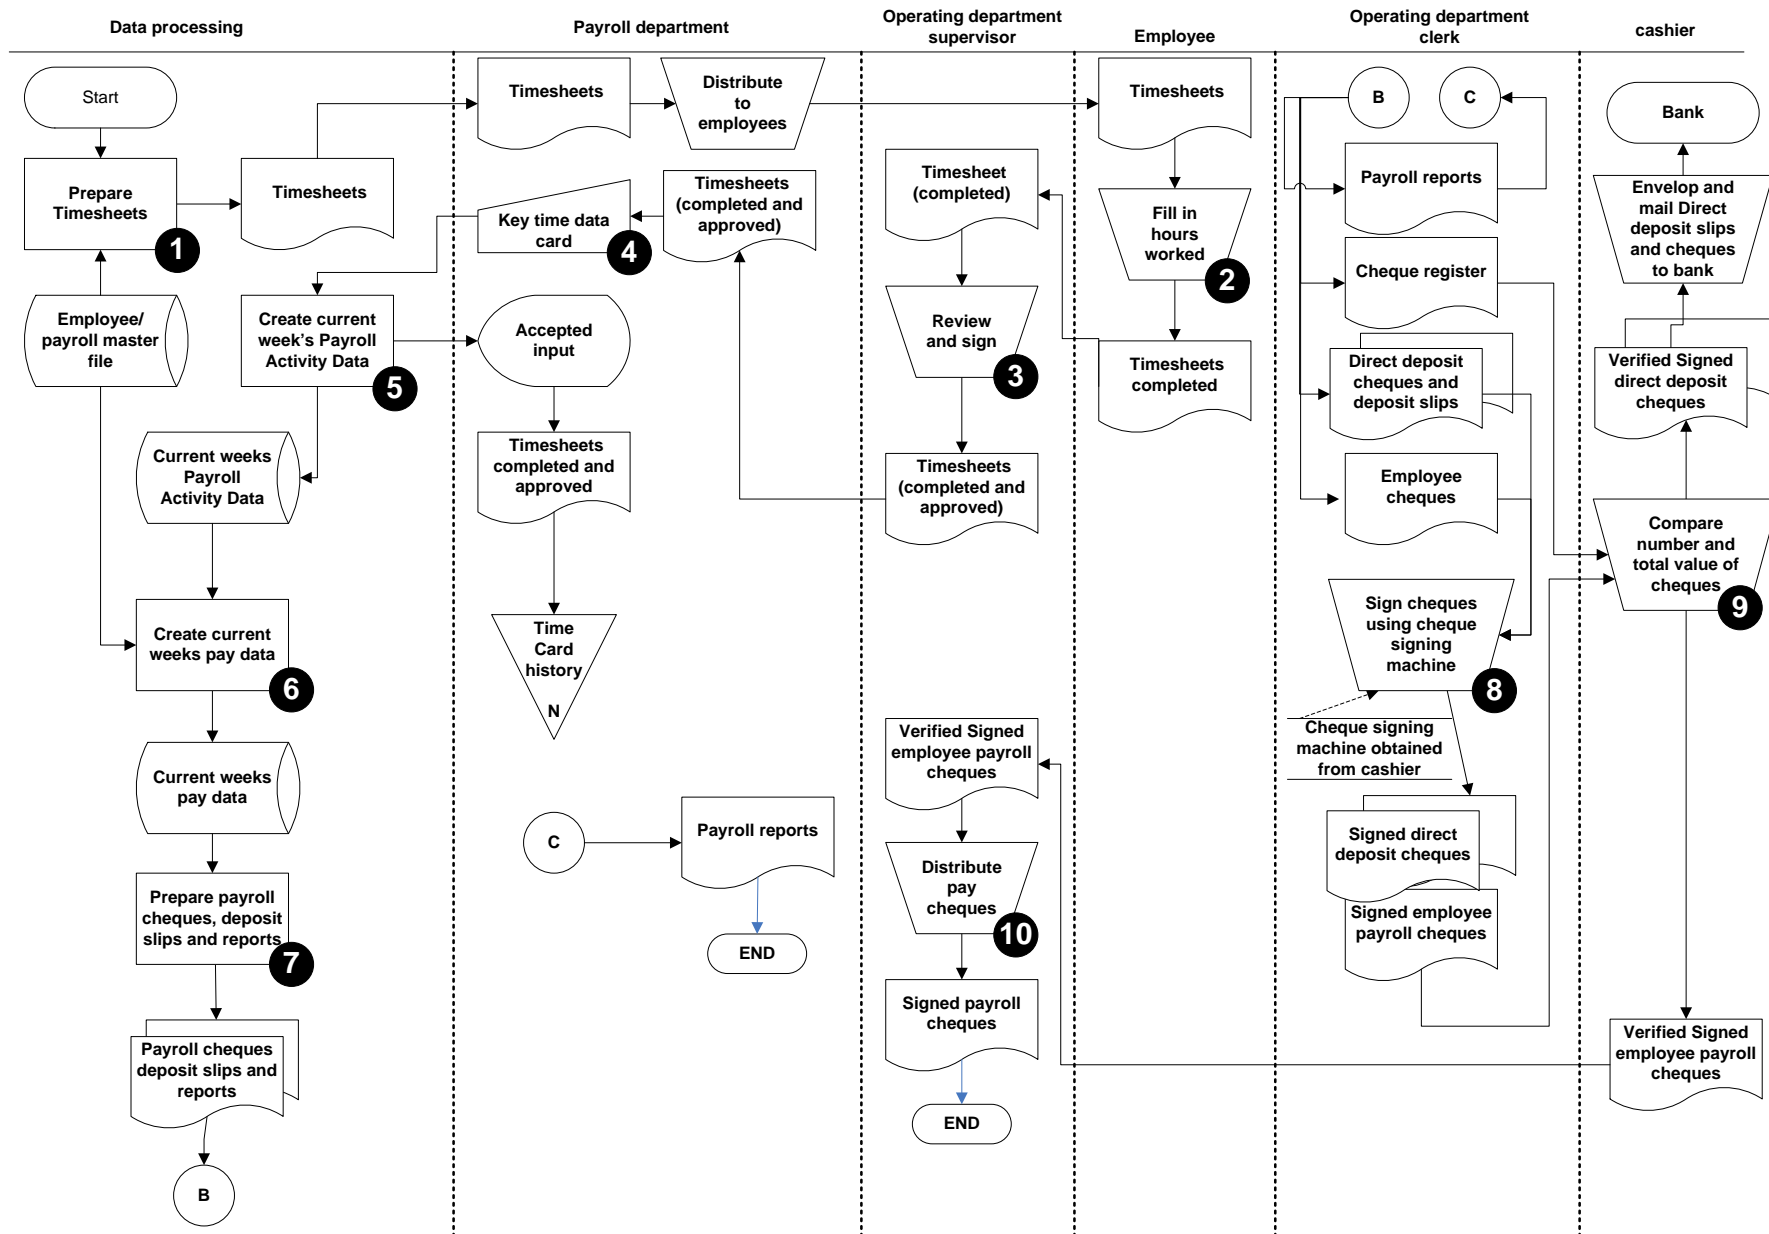 Data processing
Payroll department
Operating department
supervisor
Employee
Operating department
clerk
cashier
Start
Prepare
Timesheets
1
Timesheets
Employee/
payroll master
file
Create current
week's Payroll
Activity Data
5
Current weeks
Payroll
Activity Data
Create current
weeks pay data
6
Current weeks
pay data
Prepare payroll
cheques, deposit
slips and reports
7
Payroll cheques
deposit slips and
reports
B
Timesheets
Distribute
to
employees
Key time data
card
4
Timesheets
(completed and
approved)
Accepted
input
Timesheets
completed and
approved
Time
Card
history
N
C
Payroll reports
END
Timesheet
(completed)
Review
and sign
3
Timesheets
(completed and
approved)
Verified Signed
employee payroll
cheques
Distribute
pay
cheques
10
Signed payroll
cheques
END
Timesheets
Fill in
hours
worked
2
Timesheets
completed
B
C
Payroll reports
Cheque register
Direct deposit
cheques and
deposit slips
Employee
cheques
Sign cheques
using cheque
signing
machine
8
Cheque signing
machine obtained
from cashier
Signed direct
deposit cheques
Signed employee
payroll cheques
Bank
Envelop and
mail Direct
deposit slips
and cheques
to bank
Verified Signed
direct deposit
cheques
Compare
number and
total value of
cheques
9
Verified Signed
employee payroll
cheques